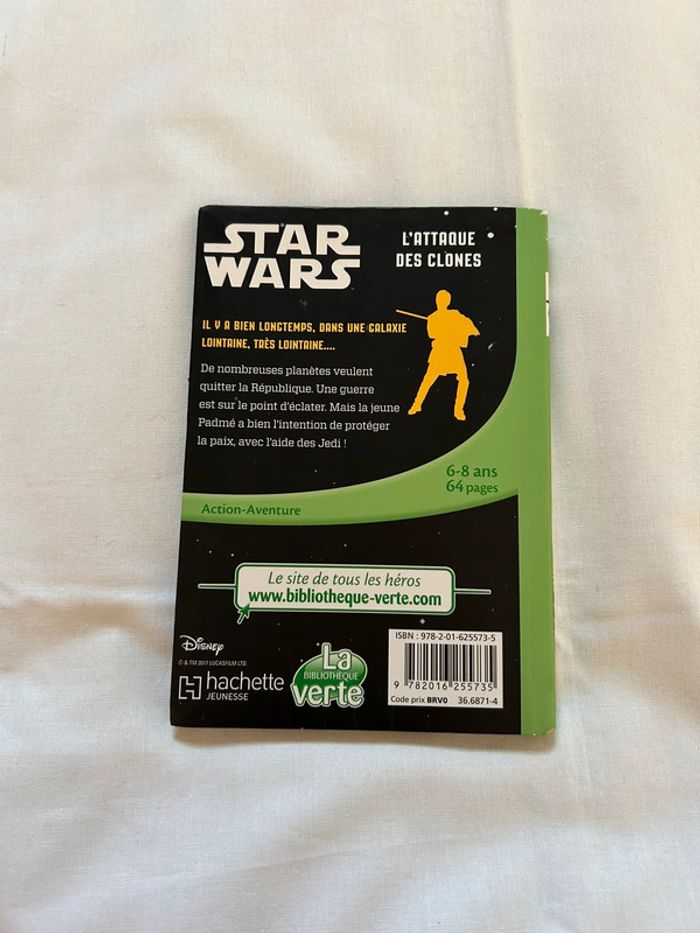 STAR
WARS
L'ATTAQUE
DES CLONES
IL Y A BIEN LONGTEMPS, DANS UNE GALAXIE
LOINTAINE, TRÈS LOINTAINE....
De nombreuses planètes veulent
quitter la République. Une guerre
est sur le point d'éclater. Mais la jeune
Padmé a bien l'intention de protéger
la paix, avec l'aide des Jedi !
6-8 ans
64 pages
Action-Aventure
Le site de tous les héros
www.bibliotheque-verte.com
Disney
© & TM 2017 LUCASFILM LTD.
hachette
JEUNESSE
La
BIBLIOTHÈQUE
verte
ISBN : 978-2-01-625573-5
9 782016 255735
Code prix BRV0 36.6871-4